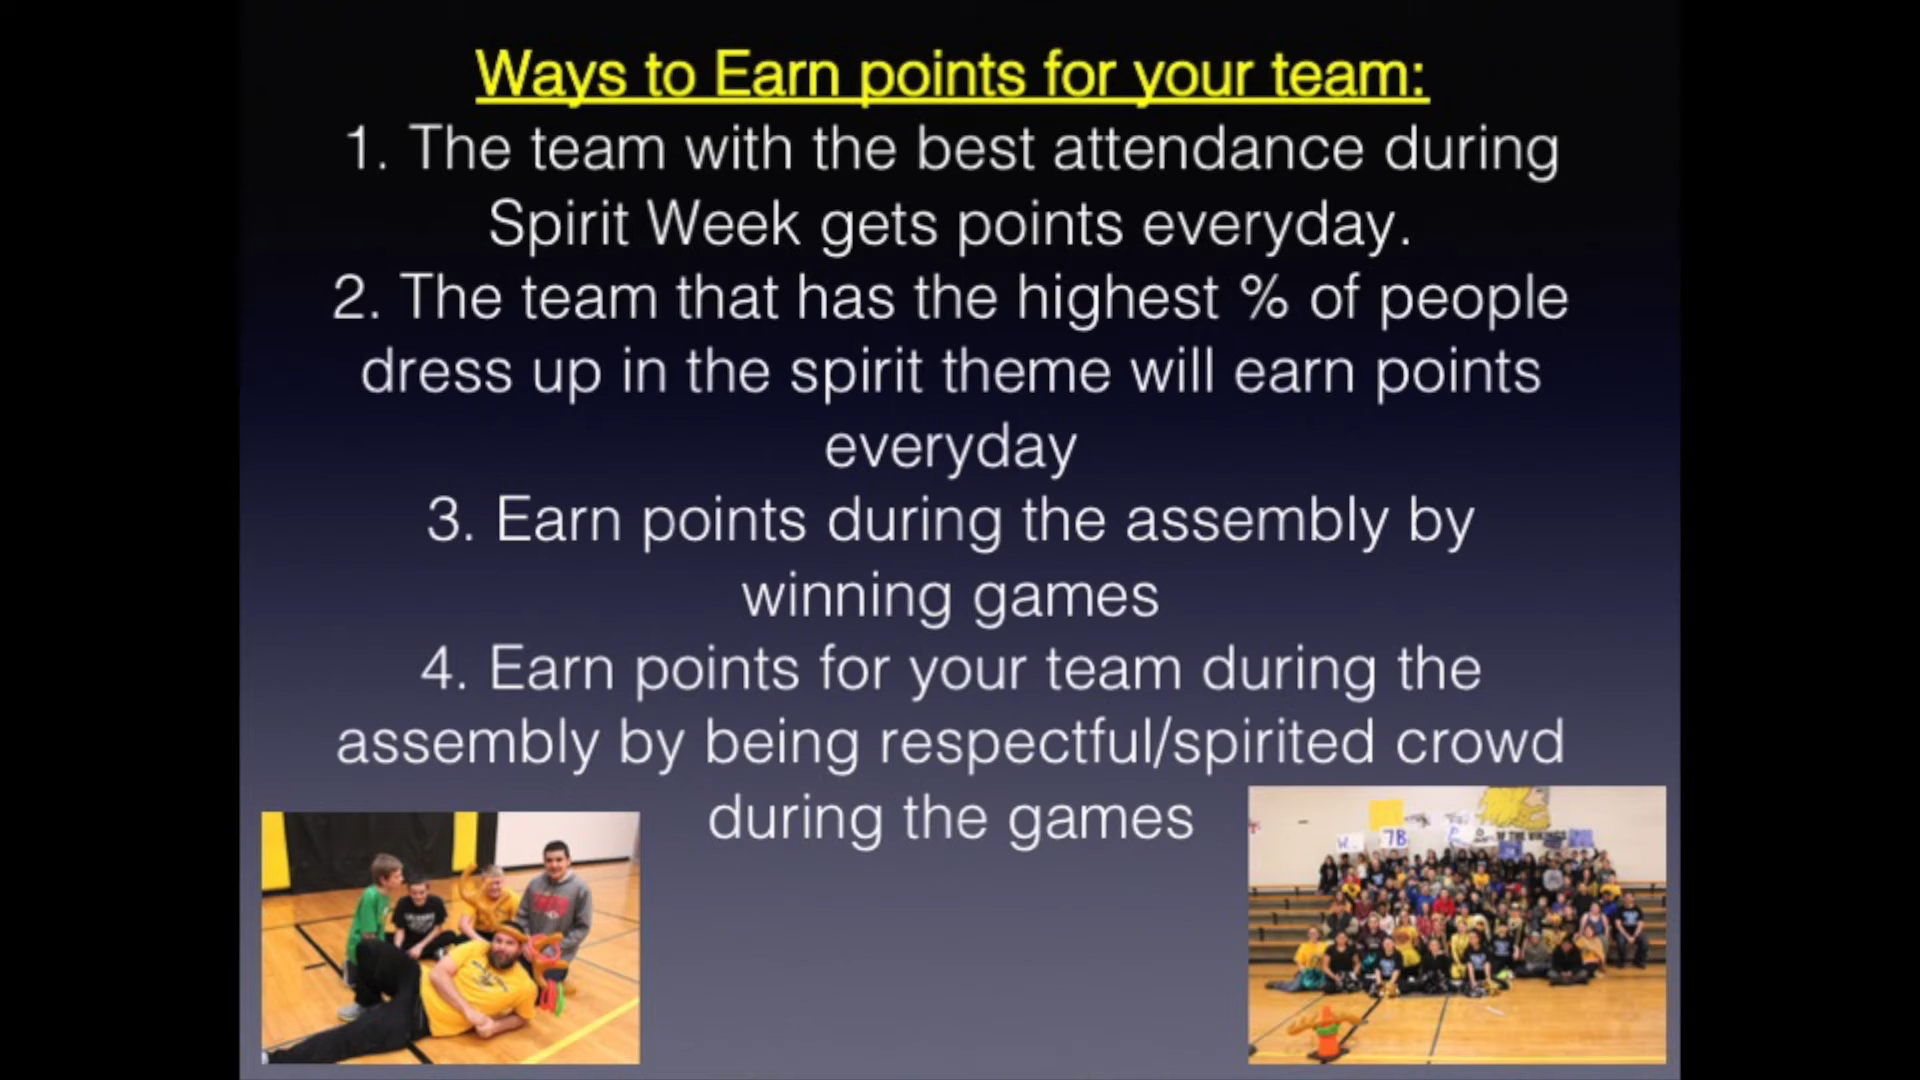 Ways to Earn points for your team:
1. The team with the best attendance during
Spirit Week gets points everyday.
2. The team that has the highest % of people
dress up in the spirit theme will earn points
everyday
3. Earn points during the assembly by
winning games
4. Earn points for your team during the
assembly by being respectful/spirited crowd
during the games
7B